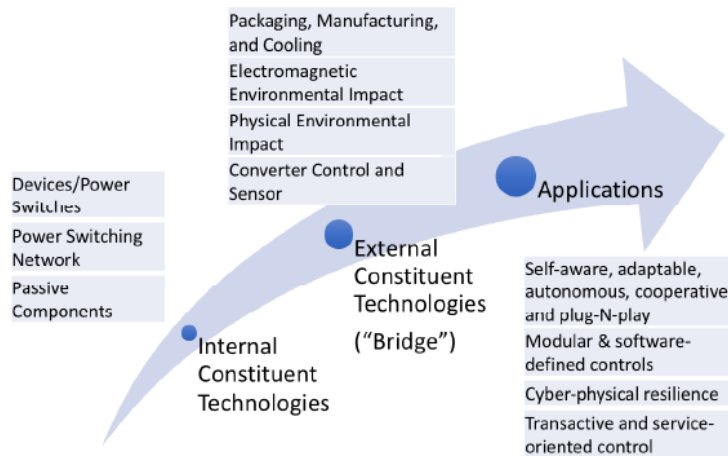 Packaging, Manufacturing,
and Cooling
Electromagnetic
Environmental Impact
Physical Environmental
Impact
Converter Control and
Sensor
Devices/Power
Switches
Power Switching
Network
Passive
Components
Internal
Constituent
Technologies
External
Constituent
Technologies
(“Bridge”)
Applications
Self-aware, adaptable,
autonomous, cooperative
and plug-N-play
Modular & software-
defined controls
Cyber-physical resilience
Transactive and service-
oriented control